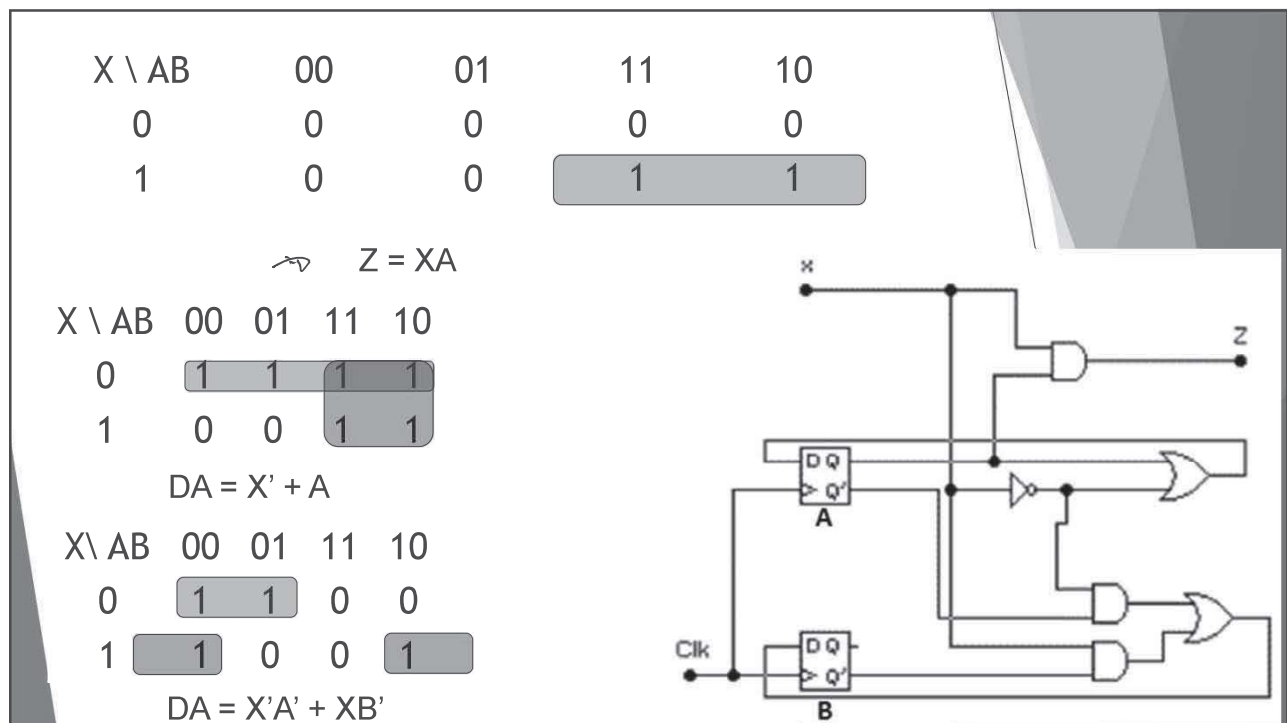 X \ AB 00 01 11 10
0 0 0 0 0
1 0 0 1 1
Z = XA
X \ AB 00 01 11 10
0 1 1 1 1
1 0 0 1 1
DA = X' + A
X\ AB 00 01 11 10
0 1 1 0 0
1 1 0 0 1
DA = X'A' + XB'
x
Z
D Q
> Q'
A
Clk
D Q
> Q'
B